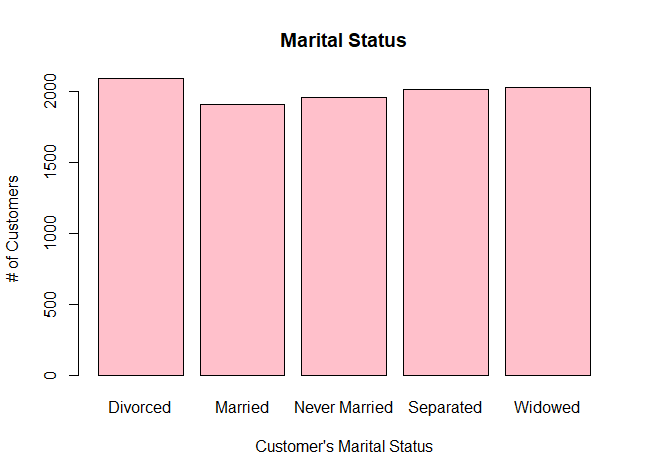 Marital Status
# of Customers
2000
1500
1000
500
0
Divorced Married Never Married Separated Widowed
Customer's Marital Status